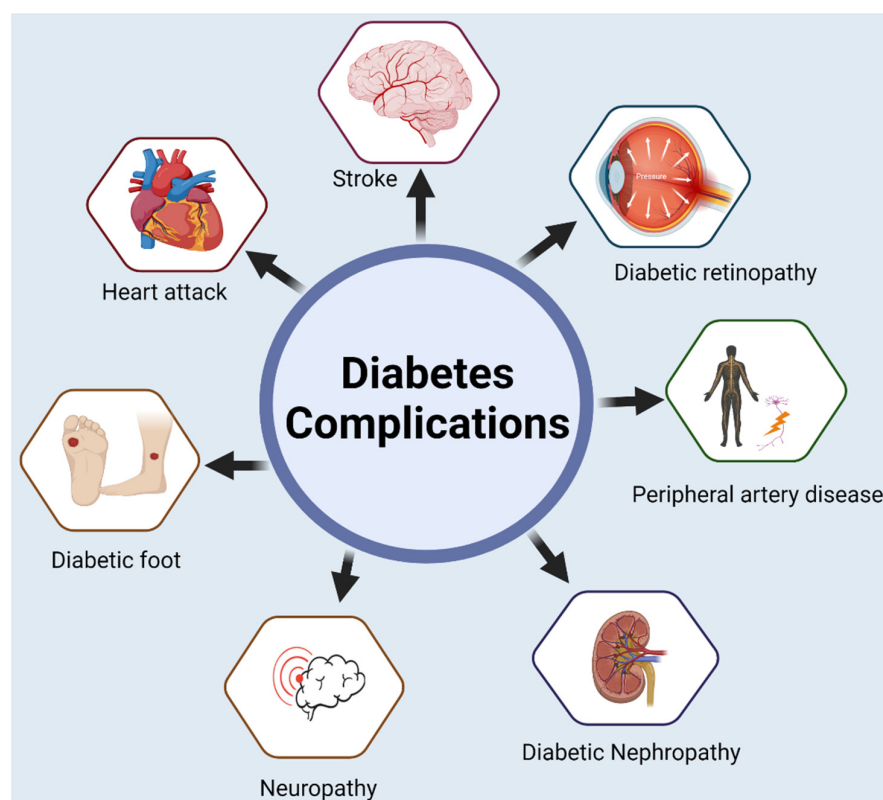 Stroke
Pressure
Diabetic retinopathy
Heart attack
Diabetes
Complications
Peripheral artery disease
Diabetic foot
Diabetic Nephropathy
Neuropathy